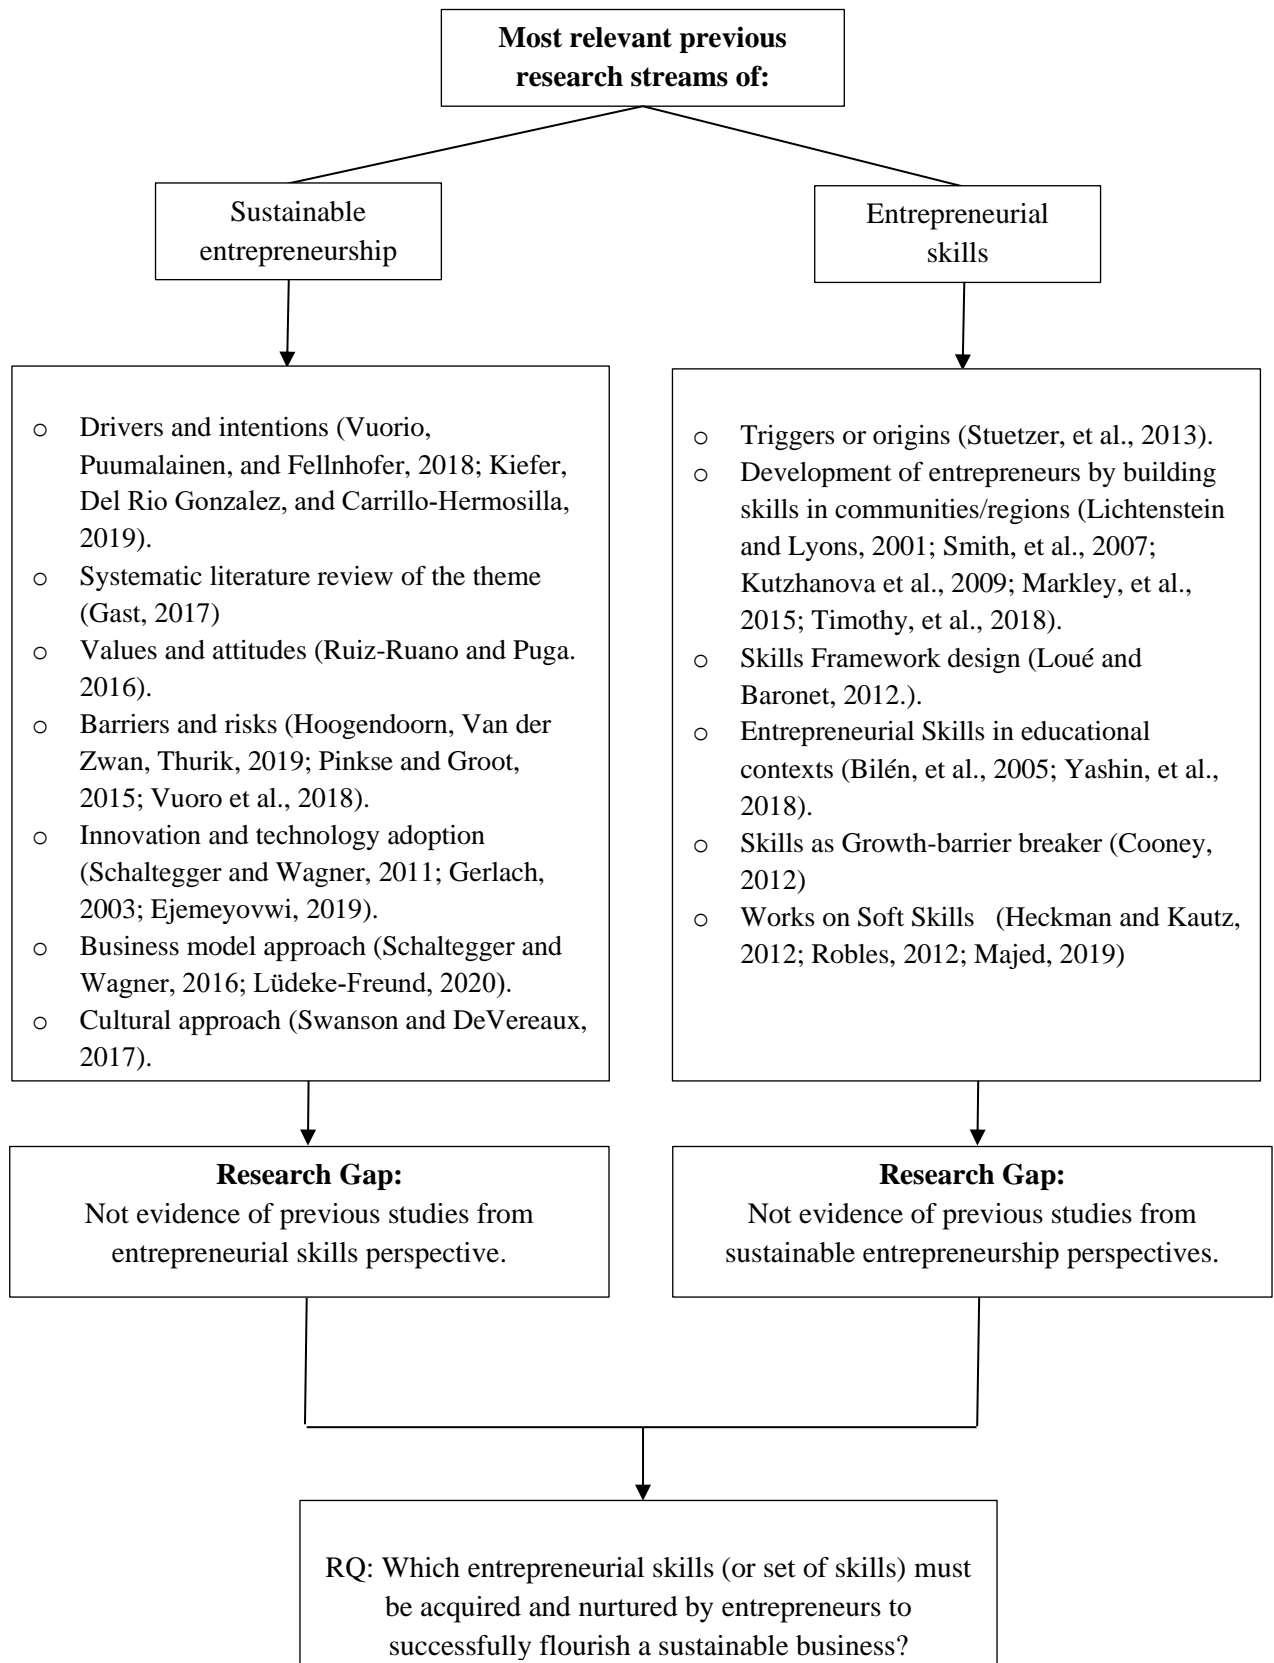 Most relevant previous
research streams of:
Sustainable
entrepreneurship
Entrepreneurial
skills
o Drivers and intentions (Vuorio,
Puumalainen, and Fellnhofer, 2018; Kiefer,
Del Rio Gonzalez, and Carrillo-Hermosilla,
2019).
o Systematic literature review of the theme
(Gast, 2017)
o Values and attitudes (Ruiz-Ruano and Puga.
2016).
o Barriers and risks (Hoogendoorn, Van der
Zwan, Thurik, 2019; Pinkse and Groot,
2015; Vuoro et al., 2018).
o Innovation and technology adoption
(Schaltegger and Wagner, 2011; Gerlach,
2003; Ejemeyovwi, 2019).
o Business model approach (Schaltegger and
Wagner, 2016; Lüdeke-Freund, 2020).
o Cultural approach (Swanson and DeVereaux,
2017).
o Triggers or origins (Stuetzer, et al., 2013).
o Development of entrepreneurs by building
skills in communities/regions (Lichtenstein
and Lyons, 2001; Smith, et al., 2007;
Kutzhanova et al., 2009; Markley, et al.,
2015; Timothy, et al., 2018).
o Skills Framework design (Loué and
Baronet, 2012.).
o Entrepreneurial Skills in educational
contexts (Bilén, et al., 2005; Yashin, et al.,
2018).
o Skills as Growth-barrier breaker (Cooney,
2012)
o Works on Soft Skills (Heckman and Kautz,
2012; Robles, 2012; Majed, 2019)
Research Gap:
Not evidence of previous studies from
entrepreneurial skills perspective.
Research Gap:
Not evidence of previous studies from
sustainable entrepreneurship perspectives.
RQ: Which entrepreneurial skills (or set of skills) must
be acquired and nurtured by entrepreneurs to
successfully flourish a sustainable business?